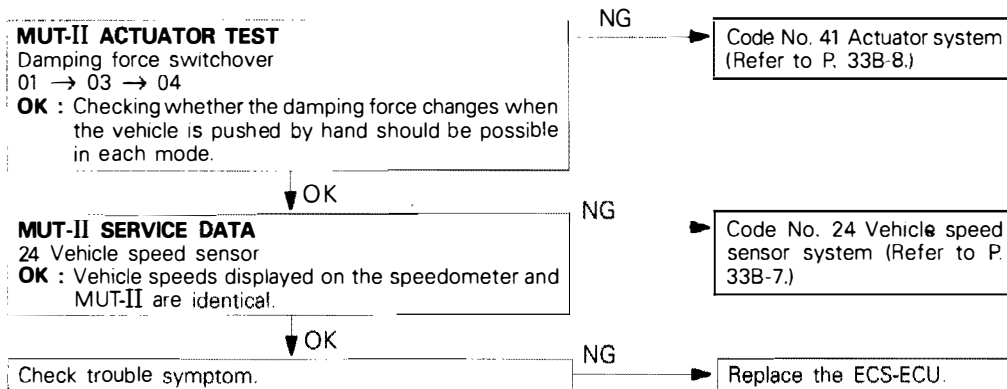 NG
MUT-II ACTUATOR TEST
Damping force switchover
01 → 03 → 04
OK : Checking whether the damping force changes when
the vehicle is pushed by hand should be possible
in each mode.
Code No. 41 Actuator system
(Refer to P. 33B-8.)
OK
NG
MUT-II SERVICE DATA
24 Vehicle speed sensor
OK : Vehicle speeds displayed on the speedometer and
MUT-II are identical.
Code No. 24 Vehicle speed
sensor system (Refer to P.
33B-7.)
OK
NG
Check trouble symptom.
Replace the ECS-ECU.